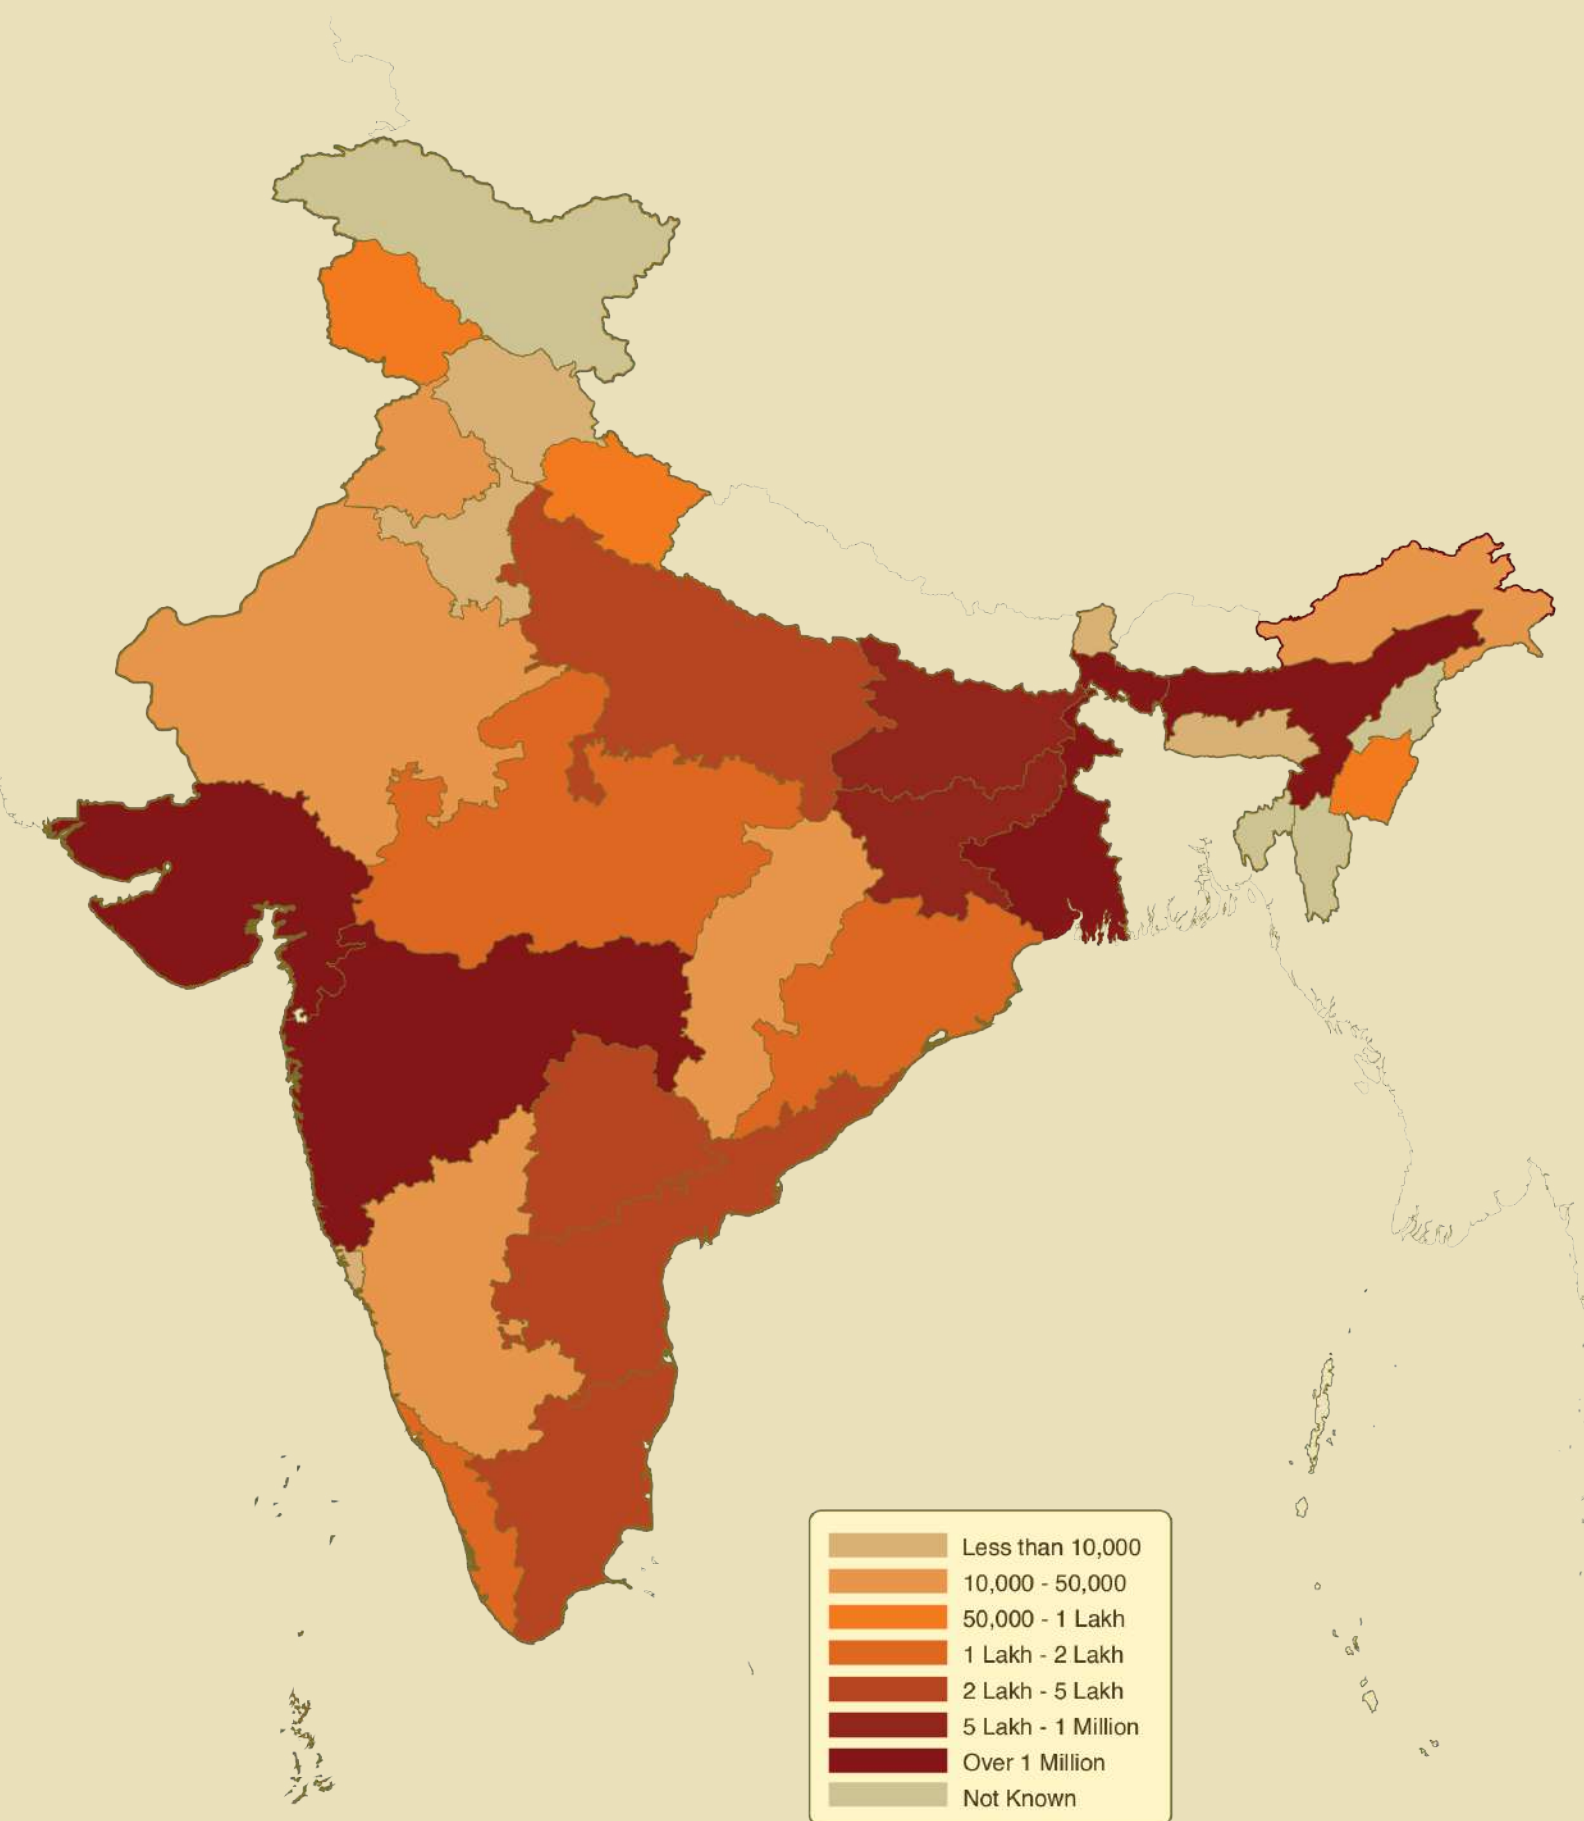 Less than 10,000
10,000 - 50,000
50,000 - 1 Lakh
1 Lakh - 2 Lakh
2 Lakh - 5 Lakh
5 Lakh - 1 Million
Over 1 Million
Not Known